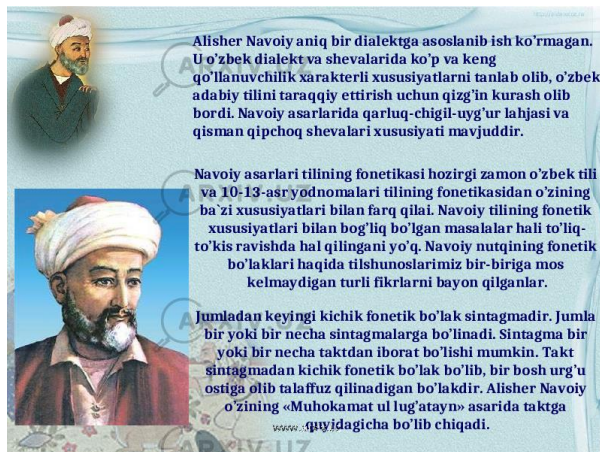 Alisher Navoiy aniq bir dialektga asoslanib ish ko’rmagan.
U o’zbek dialekt va shevalarida ko’p va keng
qo’llanuvchilik xarakterli xususiyatlarni tanlab olib, o’zbek
adabiy tilini taraqqiy ettirish uchun qizg’in kurash olib
bordi. Navoiy asarlarida qarluq-chigil-uyg’ur lahjasi va
qisman qipchoq shevalari xususiyati mavjuddir.
Navoiy asarlari tilining fonetikasi hozirgi zamon o’zbek tili
va 10-13-asr yodnomalari tilining fonetikasidan o’zining
ba`zi xususiyatlari bilan farq qilai. Navoiy tilining fonetik
xususiyatlari bilan bog’liq bo’lgan masalalar hali to’liq-
to’kis ravishda hal qilingani yo’q. Navoiy nutqining fonetik
bo’laklari haqida tilshunoslarimiz bir-biriga mos
kelmaydigan turli fikrlarni bayon qilganlar.
Jumladan keyingi kichik fonetik bo’lak sintagmadir. Jumla
bir yoki bir necha sintagmalarga bo’linadi. Sintagma bir
yoki bir necha taktdan iborat bo’lishi mumkin. Takt
sintagmadan kichik fonetik bo’lak bo’lib, bir bosh urg’u
ostiga olib talaffuz qilinadigan bo’lakdir. Alisher Navoiy
o’zining «Muhokamat ul lug’atayn» asarida taktga
quyidagicha bo’lib chiqadi.
ARXIV.UZ
ARXIV.UZ
ARXIV.UZ
ARXIV.UZ